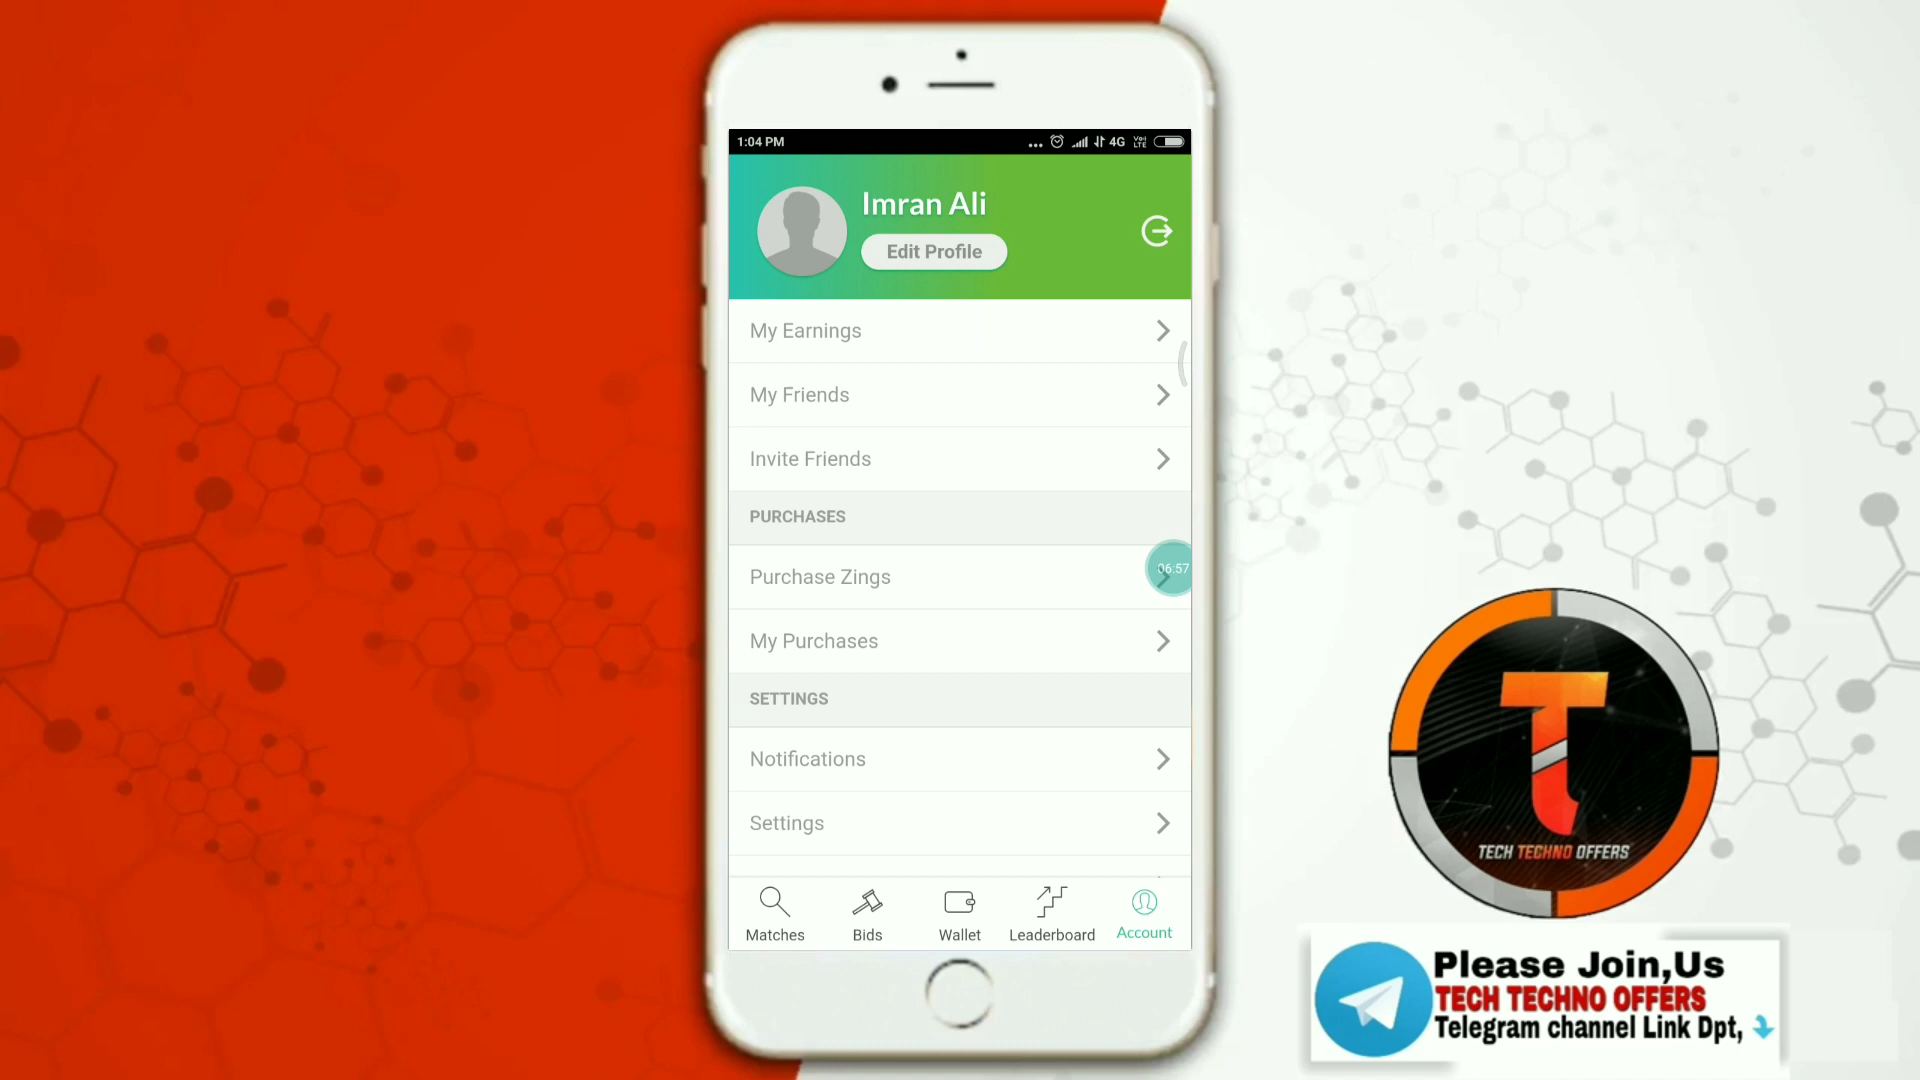 1:04 PM
4G
Imran Ali
Edit Profile
My Earnings
My Friends
Invite Friends
PURCHASES
Purchase Zings
06:57
My Purchases
SETTINGS
Notifications
Settings
Matches
Bids
Wallet
Leaderboard
Account
TECH TECHNO OFFERS
Please Join,Us
TECH TECHNO OFFERS
Telegram channel Link Dpt,